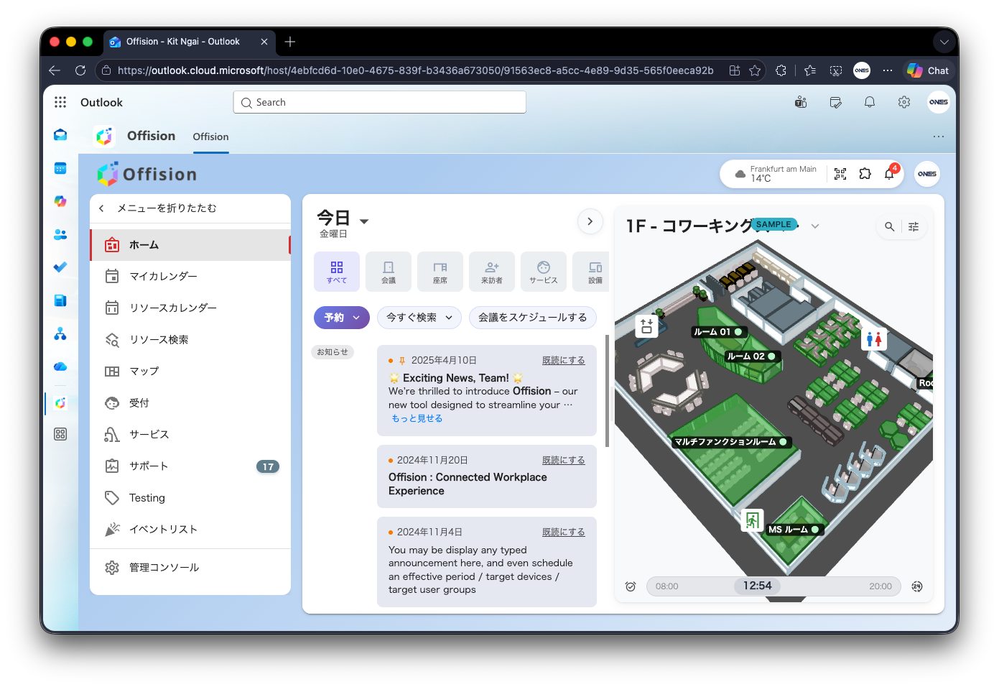 Offision - Kit Ngai - Outlook
https://outlook.cloud.microsoft/host/4ebfcd6d-10e0-4675-839f-b3436a673050/91563ec8-a5cc-4e89-9d35-565f0eeca92b
ONES
Chat
Outlook
Search
ONES
Offision
Offision
Offision
Frankfurt am Main
14°C
4
ONES
メニューを折りたたむ
ホーム
マイカレンダー
リソースカレンダー
リソース検索
マップ
受付
サービス
サポート
17
Testing
イベントリスト
管理コンソール
今日
金曜日
すべて
会議
座席
来訪者
サービス
設備
予約
今すぐ検索
会議をスケジュールする
お知らせ
2025年4月10日
既読にする
🌟 Exciting News, Team! 🌟
We're thrilled to introduce Offision – our
new tool designed to streamline your …
もっと見せる
2024年11月20日
既読にする
Offision : Connected Workplace
Experience
2024年11月4日
既読にする
You may be display any typed
announcement here, and even schedule
an effective period / target devices /
target user groups
1F - コワーキング
SAMPLE
ルーム 01
ルーム 02
マルチファンクションルーム
MS ルーム
08:00
12:54
20:00
24